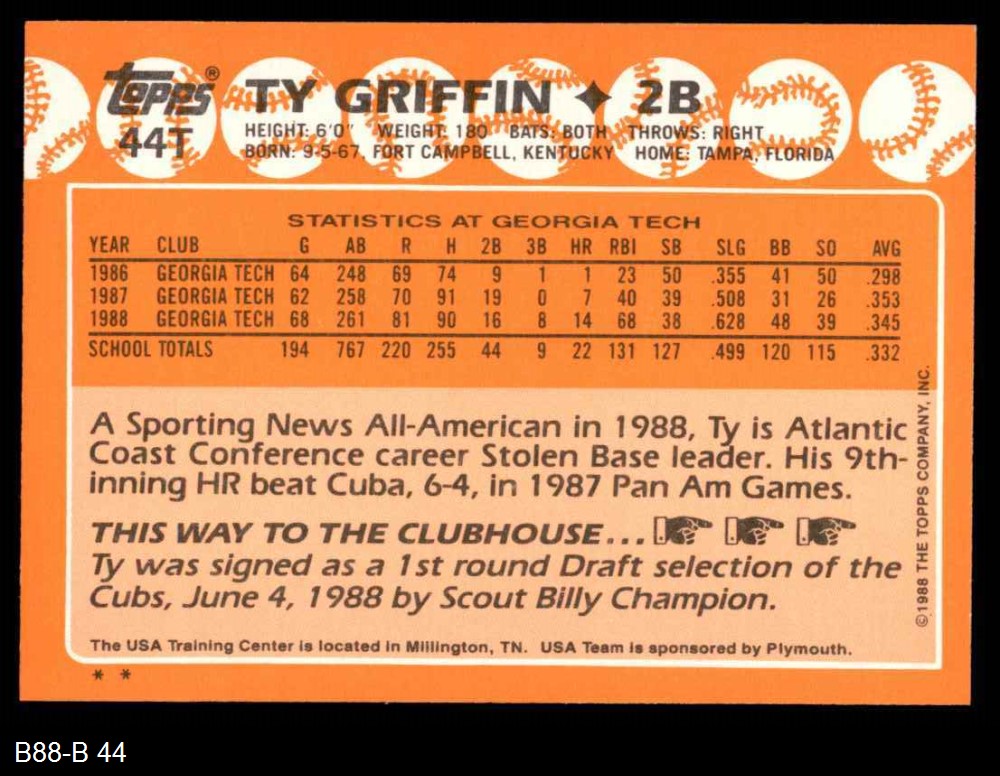 Topps® TY GRIFFIN ✦ 2B
44T HEIGHT: 6'0" WEIGHT: 180 BATS: BOTH THROWS: RIGHT
BORN: 9-5-67, FORT CAMPBELL, KENTUCKY HOME: TAMPA, FLORIDA
STATISTICS AT GEORGIA TECH
YEAR CLUB G AB R H 2B 3B HR RBI SB SLG BB SO AVG
1986 GEORGIA TECH 64 248 69 74 9 1 1 23 50 .355 41 50 .298
1987 GEORGIA TECH 62 258 70 91 19 0 7 40 39 .508 31 26 .353
1988 GEORGIA TECH 68 261 81 90 16 8 14 68 38 .628 48 39 .345
SCHOOL TOTALS 194 767 220 255 44 9 22 131 127 .499 120 115 .332
A Sporting News All-American in 1988, Ty is Atlantic
Coast Conference career Stolen Base leader. His 9th-
inning HR beat Cuba, 6-4, in 1987 Pan Am Games.
THIS WAY TO THE CLUBHOUSE...
Ty was signed as a 1st round Draft selection of the
Cubs, June 4, 1988 by Scout Billy Champion.
The USA Training Center is located in Millington, TN. USA Team is sponsored by Plymouth.
©1988 THE TOPPS COMPANY, INC.
* *
B88-B 44